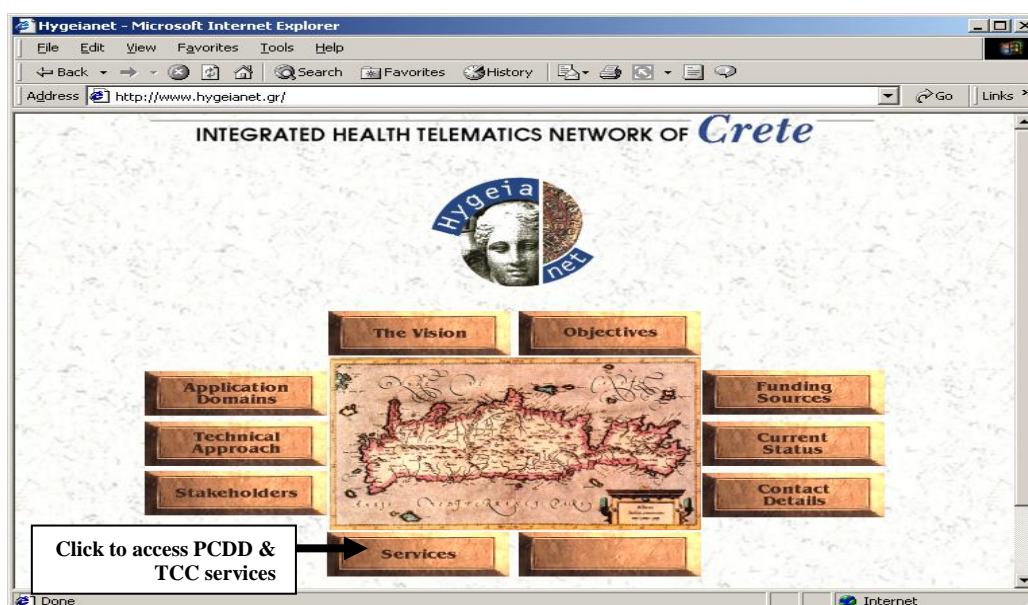 Hygeianet - Microsoft Internet Explorer
File Edit View Favorites Tools Help
Back Search Favorites History
Address http://www.hygeianet.gr/ Go Links
INTEGRATED HEALTH TELEMATICS NETWORK OF Crete
Hygeia
net
The Vision Objectives
Application
Domains
Funding
Sources
Technical
Approach
Current
Status
Stakeholders
Contact
Details
Click to access PCDD &
TCC services
Services
Done Internet